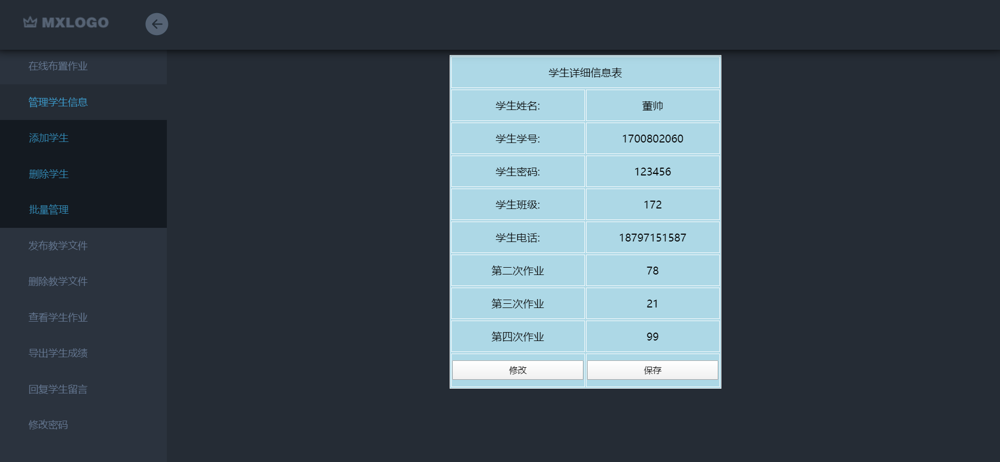 MXLOGO
在线布置作业
管理学生信息
添加学生
删除学生
批量管理
发布教学文件
删除教学文件
查看学生作业
导出学生成绩
回复学生留言
修改密码
学生详细信息表
学生姓名: 董帅
学生学号: 1700802060
学生密码: 123456
学生班级: 172
学生电话: 18797151587
第二次作业 78
第三次作业 21
第四次作业 99
修改 保存